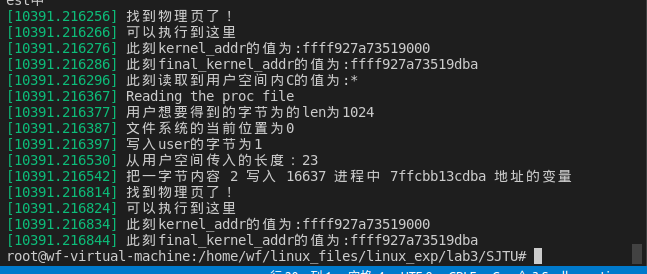 [10391.216256] 找到物理页了！
[10391.216266] 可以执行到这里
[10391.216276] 此刻kernel_addr的值为:ffff927a73519000
[10391.216286] 此刻final_kernel_addr的值为:ffff927a73519dba
[10391.216296] 此刻读取到用户空间内C的值为:*
[10391.216367] Reading the proc file
[10391.216377] 用户想要得到的字节为的len为1024
[10391.216387] 文件系统的当前位置为0
[10391.216397] 写入user的字节为1
[10391.216530] 从用户空间传入的长度：23
[10391.216542] 把一字节内容 2 写入 16637 进程中 7ffcbb13cdba 地址的变量
[10391.216814] 找到物理页了！
[10391.216824] 可以执行到这里
[10391.216834] 此刻kernel_addr的值为:ffff927a73519000
[10391.216844] 此刻final_kernel_addr的值为:ffff927a73519dba
root@wf-virtual-machine:/home/wf/linux_files/linux_exp/lab3/SJTU#